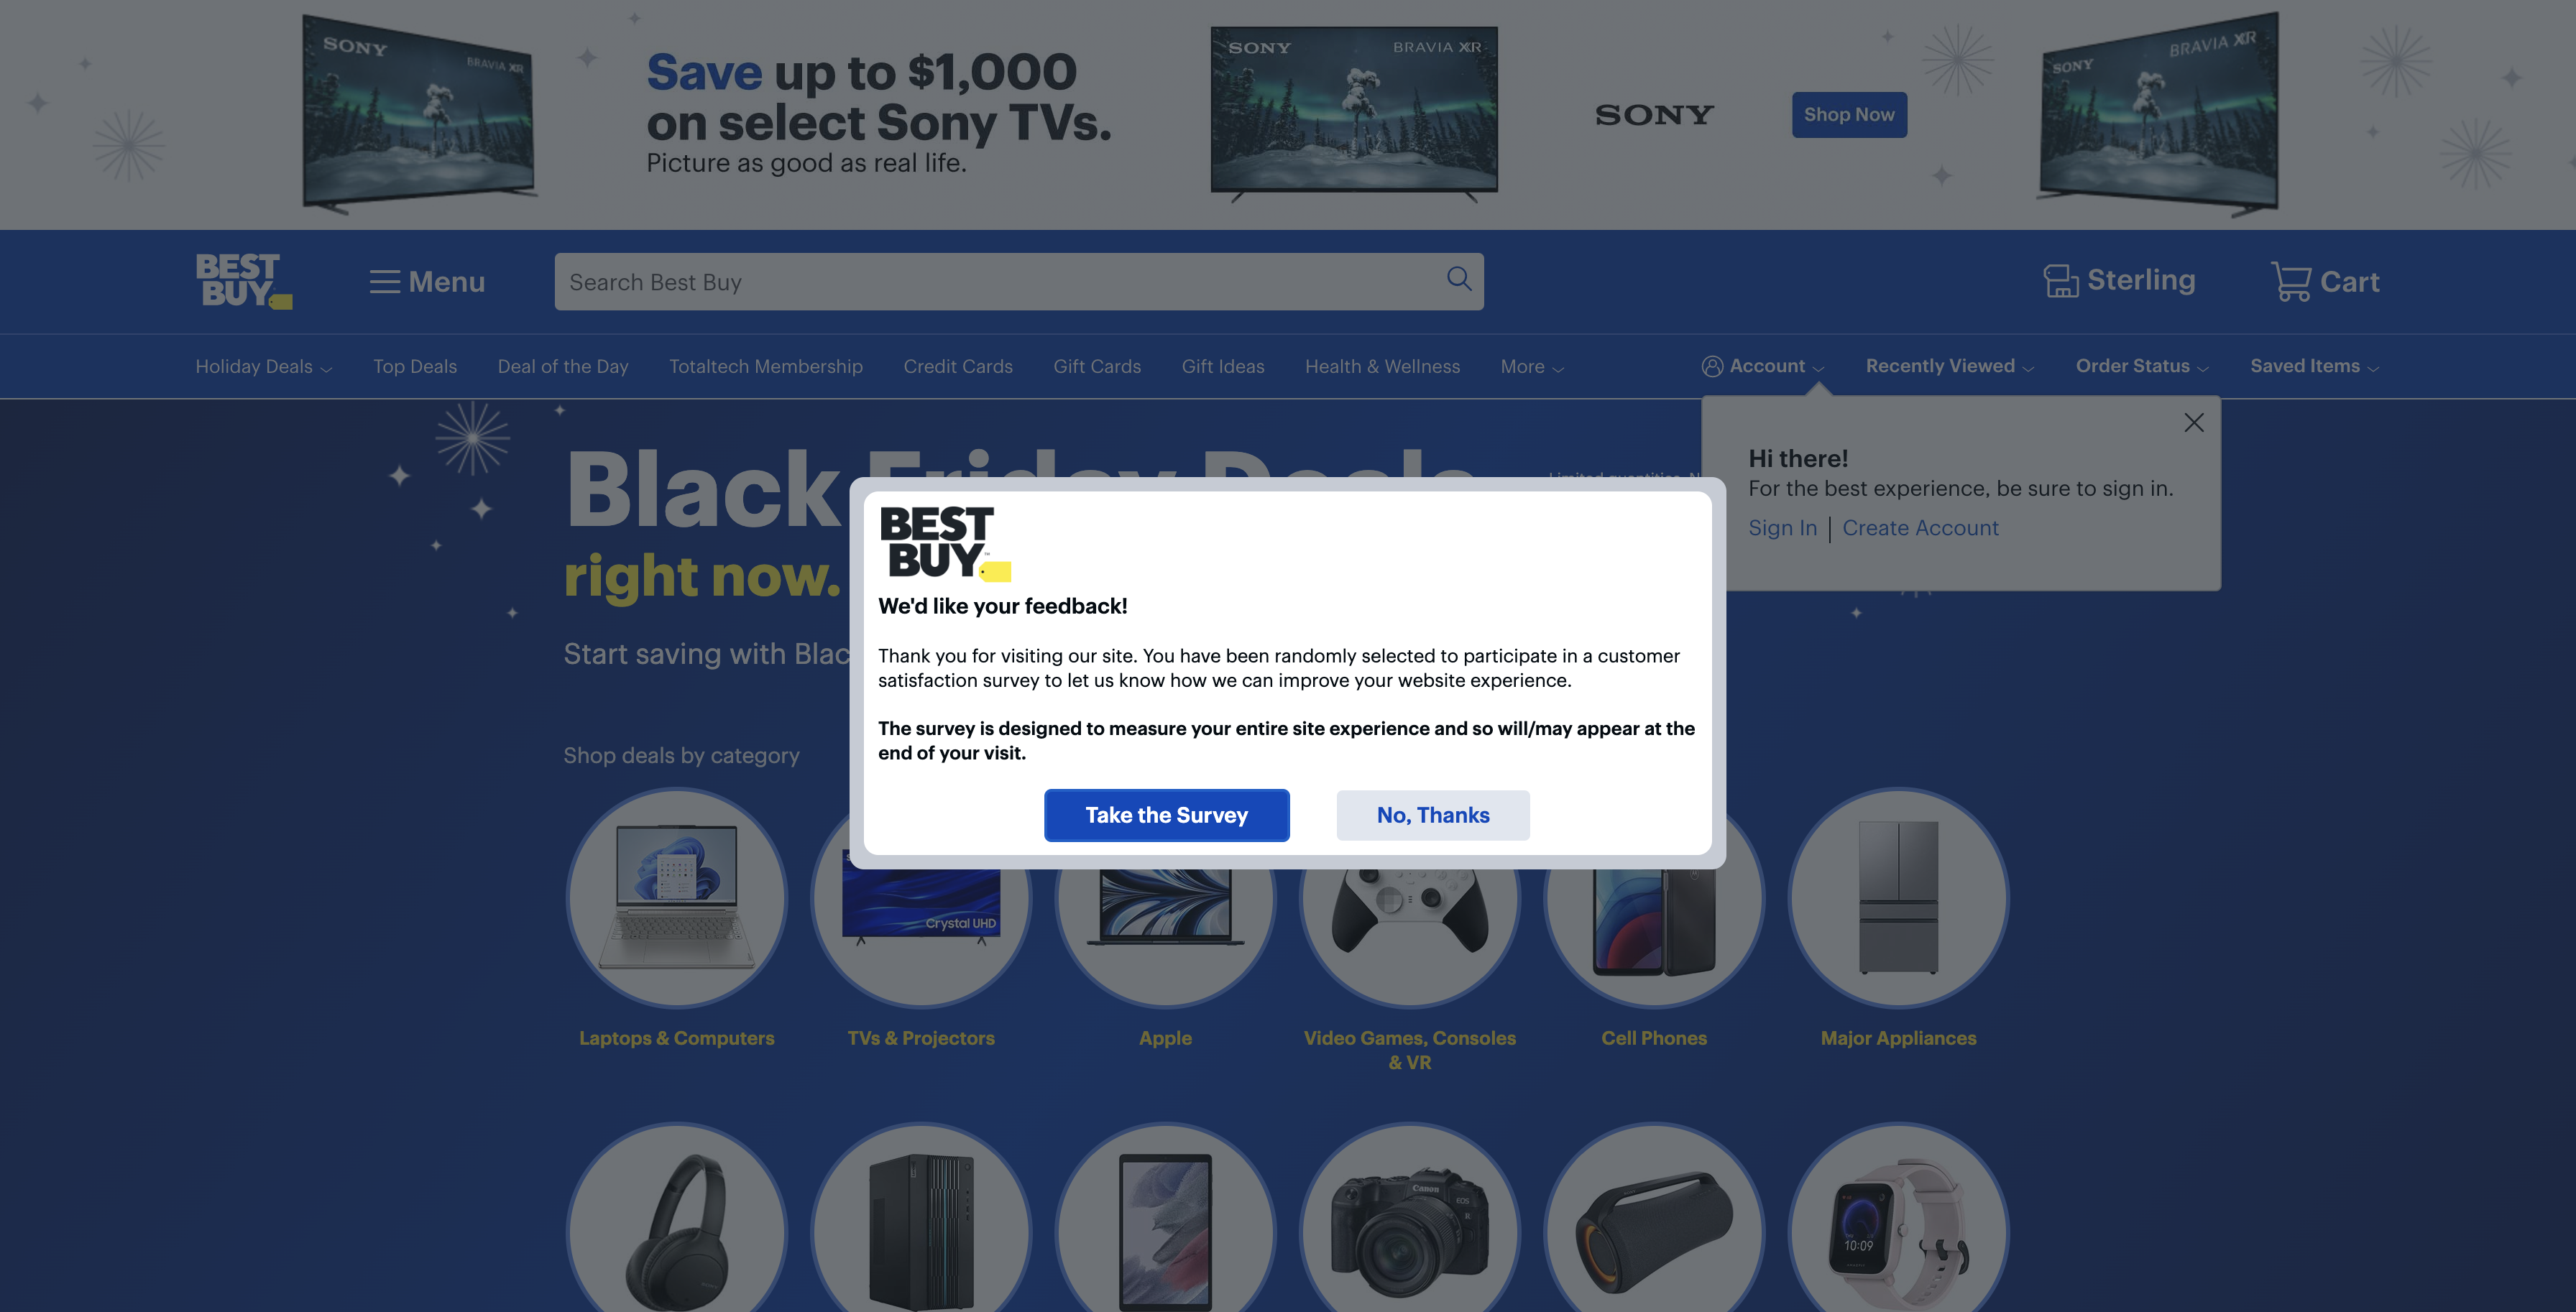 SONY
BRAVIA XR
Save up to $1,000
on select Sony TVs.
Picture as good as real life.
SONY
BRAVIA XR
SONY
Shop Now
SONY
BRAVIA XR
BEST
BUY
Menu
Search Best Buy
Sterling
Cart
Holiday Deals
Top Deals
Deal of the Day
Totaltech Membership
Credit Cards
Gift Cards
Gift Ideas
Health & Wellness
More
Account
Recently Viewed
Order Status
Saved Items
Hi there!
For the best experience, be sure to sign in.
Sign In | Create Account
Black Friday Deals
right now.
Limited quantities.
Start saving with
Shop deals by category
BEST
BUY™
We'd like your feedback!
Thank you for visiting our site. You have been randomly selected to participate in a customer
satisfaction survey to let us know how we can improve your website experience.
The survey is designed to measure your entire site experience and so will/may appear at the
end of your visit.
Take the Survey
No, Thanks
Crystal UHD
Laptops & Computers
TVs & Projectors
Apple
Video Games, Consoles
& VR
Cell Phones
Major Appliances
Canon
EOS
R
10:09